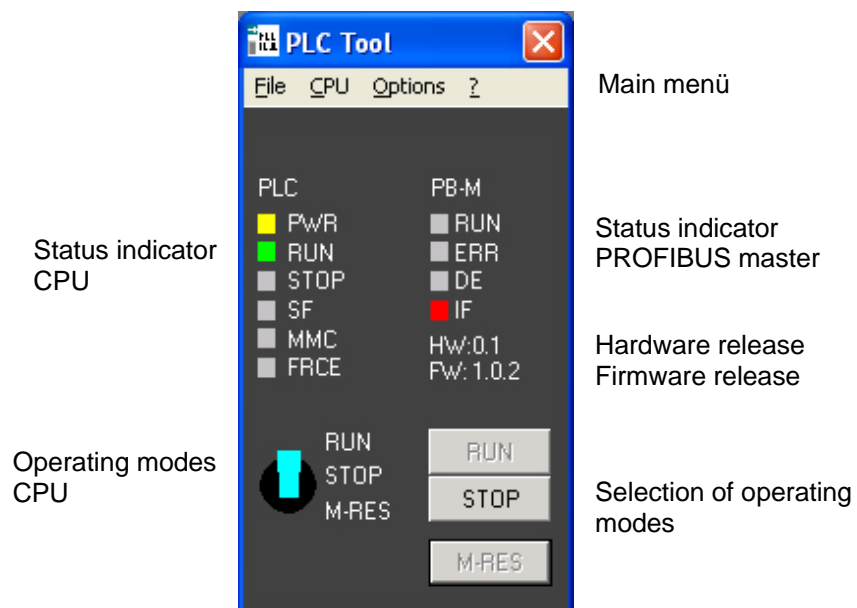 PLC Tool
File CPU Options ?
Main menü
PLC
PWR
RUN
STOP
SF
MMC
FRCE
PB-M
RUN
ERR
DE
IF
HW:0.1
FW: 1.0.2
Status indicator
CPU
Status indicator
PROFIBUS master
Hardware release
Firmware release
Operating modes
CPU
RUN
STOP
M-RES
RUN
STOP
M-RES
Selection of operating
modes